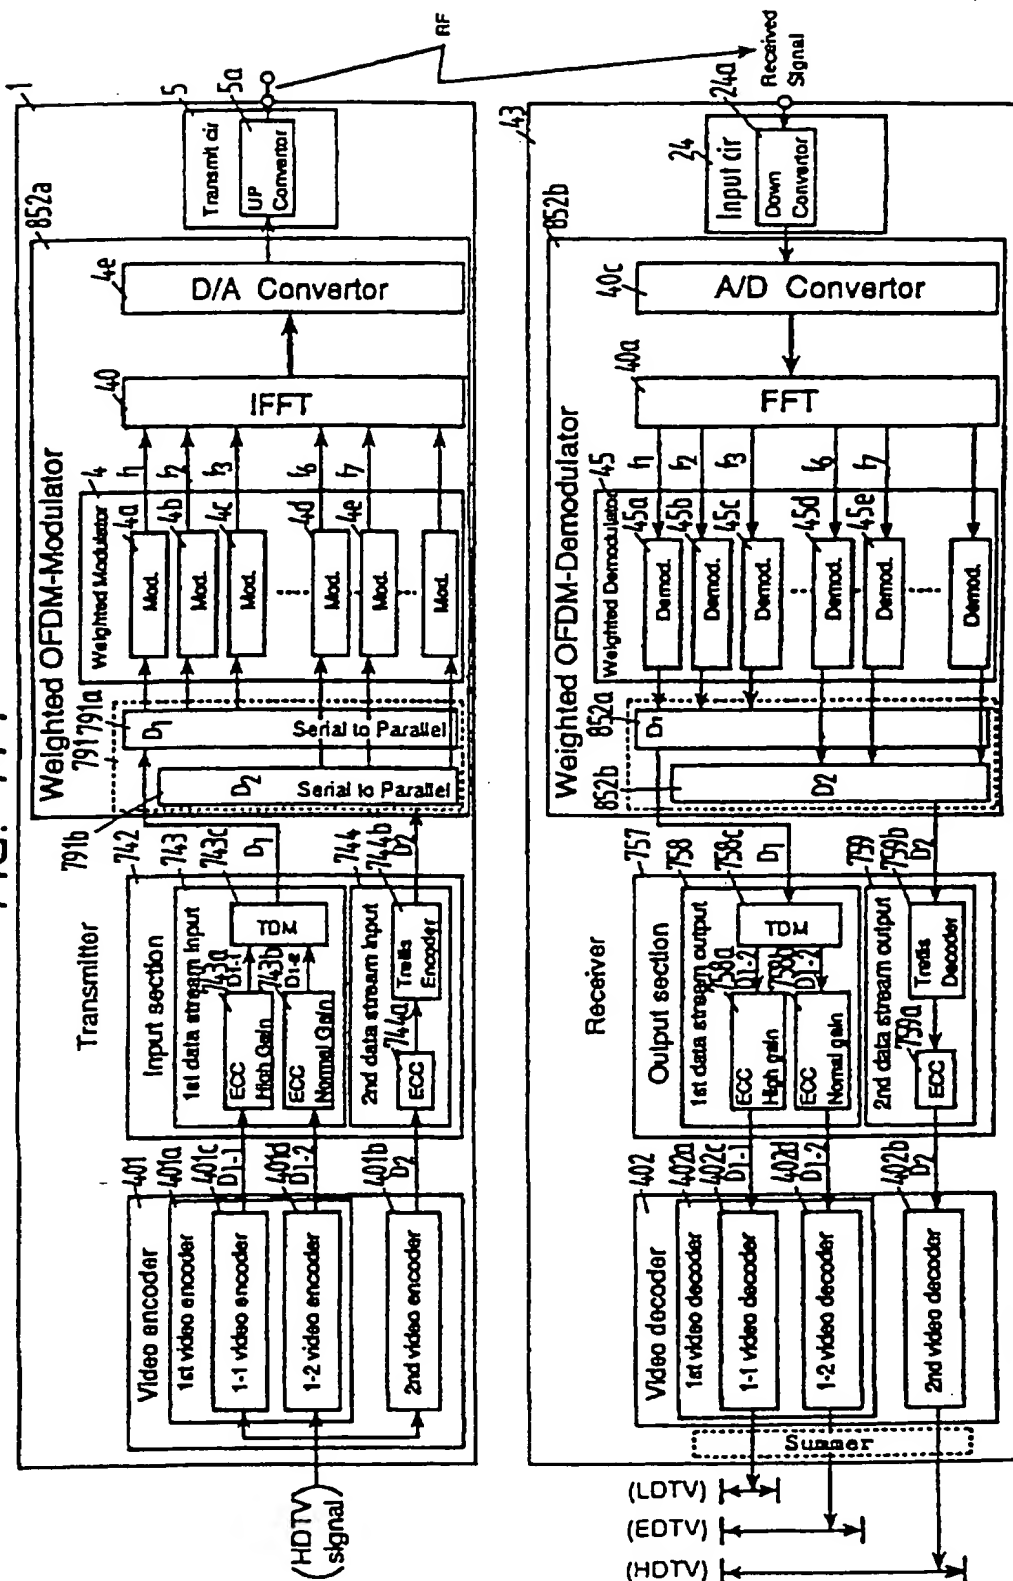 1
Transmitter
Weighted OFDM-Modulator
852a
Video encoder
401
1st video encoder
401a
1-1 video encoder
401c
D1-1
1-2 video encoder
401d
D1-2
2nd video encoder
401b
D2
(HDTV signal)
Input section
742
1st data stream input
743
ECC High Gain
743a
D1-1
ECC Normal Gain
743b
D1-2
TDM
743c
D1
2nd data stream input
744
ECC
744a
Trellis Encoder
744b
D2
791
791a
D1
Serial to Parallel
791b
D2
Serial to Parallel
Weighted Modulator
4
Mod.
4a
f1
Mod.
4b
f2
Mod.
4c
f3
Mod.
4d
f6
Mod.
4e
f7
Mod.
IFFT
40
D/A Convertor
4e
Transmit cir
5
UP Convertor
5a
RF
Received Signal
43
Receiver
Weighted OFDM-Demodulator
852b
Input cir
24
Down Convertor
24a
A/D Convertor
40c
FFT
40a
Weighted Demodulator
45
Demod.
45a
f1
Demod.
45b
f2
Demod.
45c
f3
Demod.
45d
f6
Demod.
45e
f7
Demod.
852a
D1
852b
D2
Output section
757
1st data stream output
758
ECC High gain
758a
D1-2
ECC Normal gain
758b
D1-2
TDM
758c
D1
2nd data stream output
759
ECC
759a
Trellis Decoder
759b
D2
Video decoder
402
1st video decoder
402a
1-1 video decoder
402c
D1-1
1-2 video decoder
402d
D1-2
2nd video decoder
402b
D2
Summer
(LDTV)
(EDTV)
(HDTV)